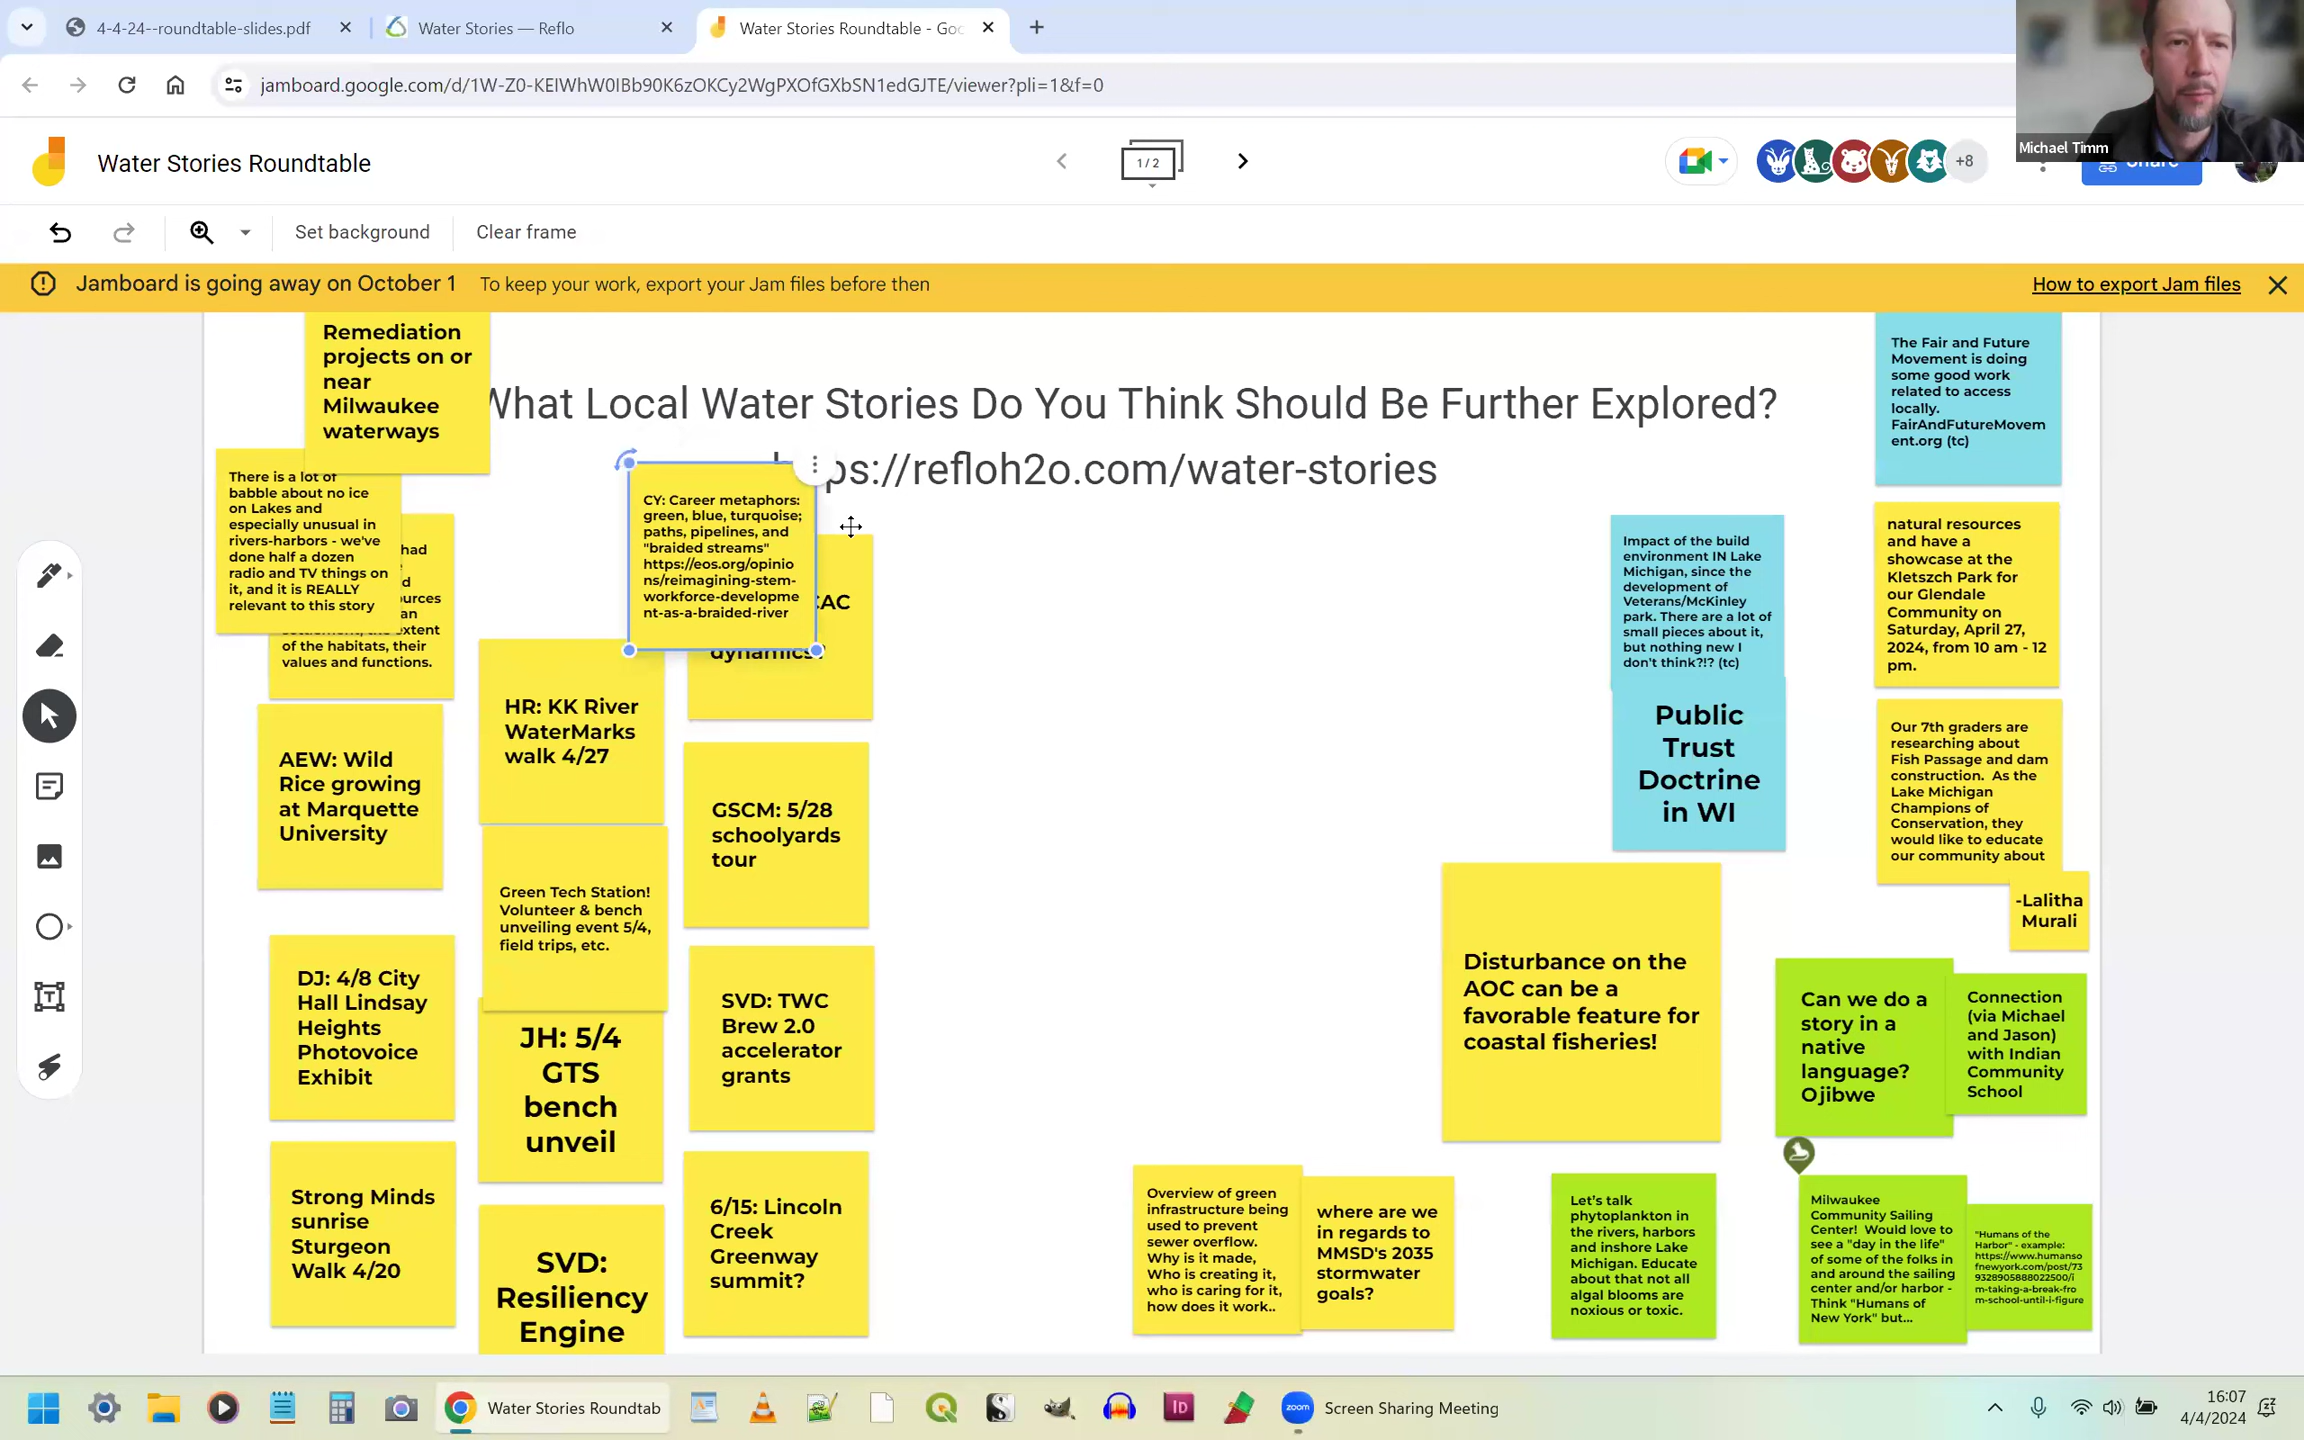 4-4-24--roundtable-slides.pdf
Water Stories — Reflo
Water Stories Roundtable - Goo
jamboard.google.com/d/1W-Z0-KEIWhW0IBb90K6zOKCy2WgPXOfGXbSN1edGJTE/viewer?pli=1&f=0
Michael Timm
Water Stories Roundtable
1 / 2
+8
Share
Set background
Clear frame
Jamboard is going away on October 1
To keep your work, export your Jam files before then
How to export Jam files
Remediation
projects on or
near
Milwaukee
waterways
What Local Water Stories Do You Think Should Be Further Explored?
ps://refloh2o.com/water-stories
There is a lot of
babble about no ice
on Lakes and
especially unusual in
rivers-harbors - we've
done half a dozen
radio and TV things on
it, and it is REALLY
relevant to this story
had
urces
an
extent
of the habitats, their
values and functions.
AEW: Wild
Rice growing
at Marquette
University
DJ: 4/8 City
Hall Lindsay
Heights
Photovoice
Exhibit
Strong Minds
sunrise
Sturgeon
Walk 4/20
HR: KK River
WaterMarks
walk 4/27
Green Tech Station!
Volunteer & bench
unveiling event 5/4,
field trips, etc.
JH: 5/4
GTS
bench
unveil
SVD:
Resiliency
Engine
CY: Career metaphors:
green, blue, turquoise;
paths, pipelines, and
"braided streams"
https://eos.org/opinio
ns/reimagining-stem-
workforce-developme
nt-as-a-braided-river
CAC
dynamics?
GSCM: 5/28
schoolyards
tour
SVD: TWC
Brew 2.0
accelerator
grants
6/15: Lincoln
Creek
Greenway
summit?
Overview of green
infrastructure being
used to prevent
sewer overflow.
Why is it made,
Who is creating it,
who is caring for it,
how does it work..
where are we
in regards to
MMSD's 2035
stormwater
goals?
Disturbance on the
AOC can be a
favorable feature for
coastal fisheries!
Impact of the build
environment IN Lake
Michigan, since the
development of
Veterans/McKinley
park. There are a lot of
small pieces about it,
but nothing new I
don't think?!? (tc)
Public
Trust
Doctrine
in WI
The Fair and Future
Movement is doing
some good work
related to access
locally.
FairAndFutureMovem
ent.org (tc)
natural resources
and have a
showcase at the
Kletszch Park for
our Glendale
Community on
Saturday, April 27,
2024, from 10 am - 12
pm.
Our 7th graders are
researching about
Fish Passage and dam
construction. As the
Lake Michigan
Champions of
Conservation, they
would like to educate
our community about
-Lalitha
Murali
Can we do a
story in a
native
language?
Ojibwe
Connection
(via Michael
and Jason)
with Indian
Community
School
Let's talk
phytoplankton in
the rivers, harbors
and inshore Lake
Michigan. Educate
about that not all
algal blooms are
noxious or toxic.
Milwaukee
Community Sailing
Center! Would love to
see a "day in the life"
of some of the folks in
and around the sailing
center and/or harbor -
Think "Humans of
New York" but...
"Humans of the
Harbor" - example:
https://www.humanso
fnewyork.com/post/73
9328905888022500/i
m-taking-a-break-fro
m-school-until-i-figure
Water Stories Roundtab
Id
zoom
Screen Sharing Meeting
16:07
4/4/2024